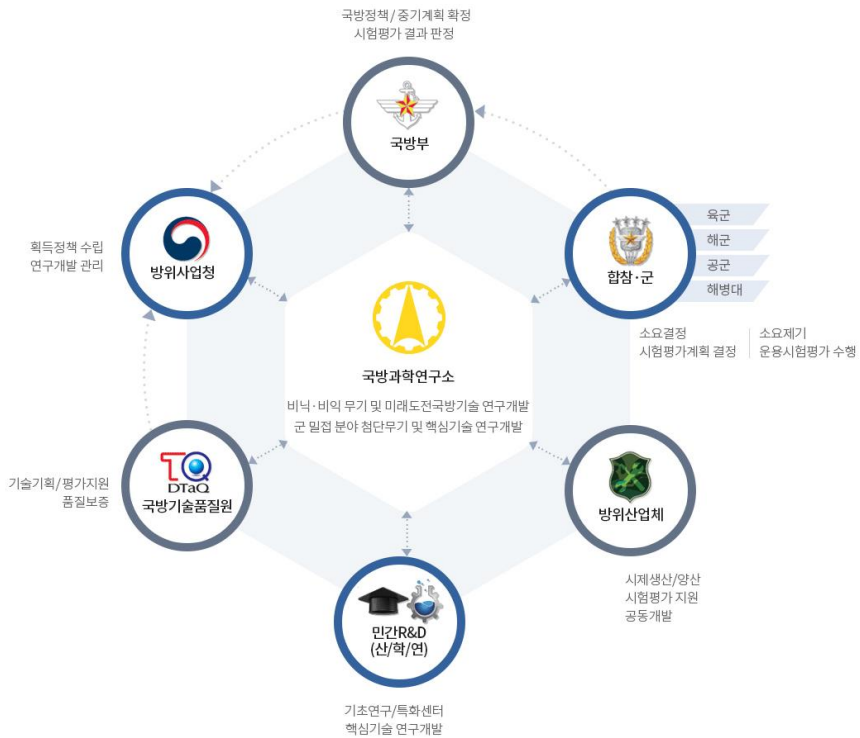 국방정책/중기계획 확정
시험평가 결과 판정
국방부
획득정책 수립
연구개발 관리
방위사업청
합참·군
육군
해군
공군
해병대
소요결정
시험평가계획 결정
소요제기
운용시험평가 수행
국방과학연구소
비닉·비익 무기 및 미래도전국방기술 연구개발
군 밀접 분야 첨단무기 및 핵심기술 연구개발
기술기획/평가지원
품질보증
DTaQ
국방기술품질원
방위산업체
시제생산/양산
시험평가 지원
공동개발
민간R&D
(산/학/연)
기초연구/특화센터
핵심기술 연구개발